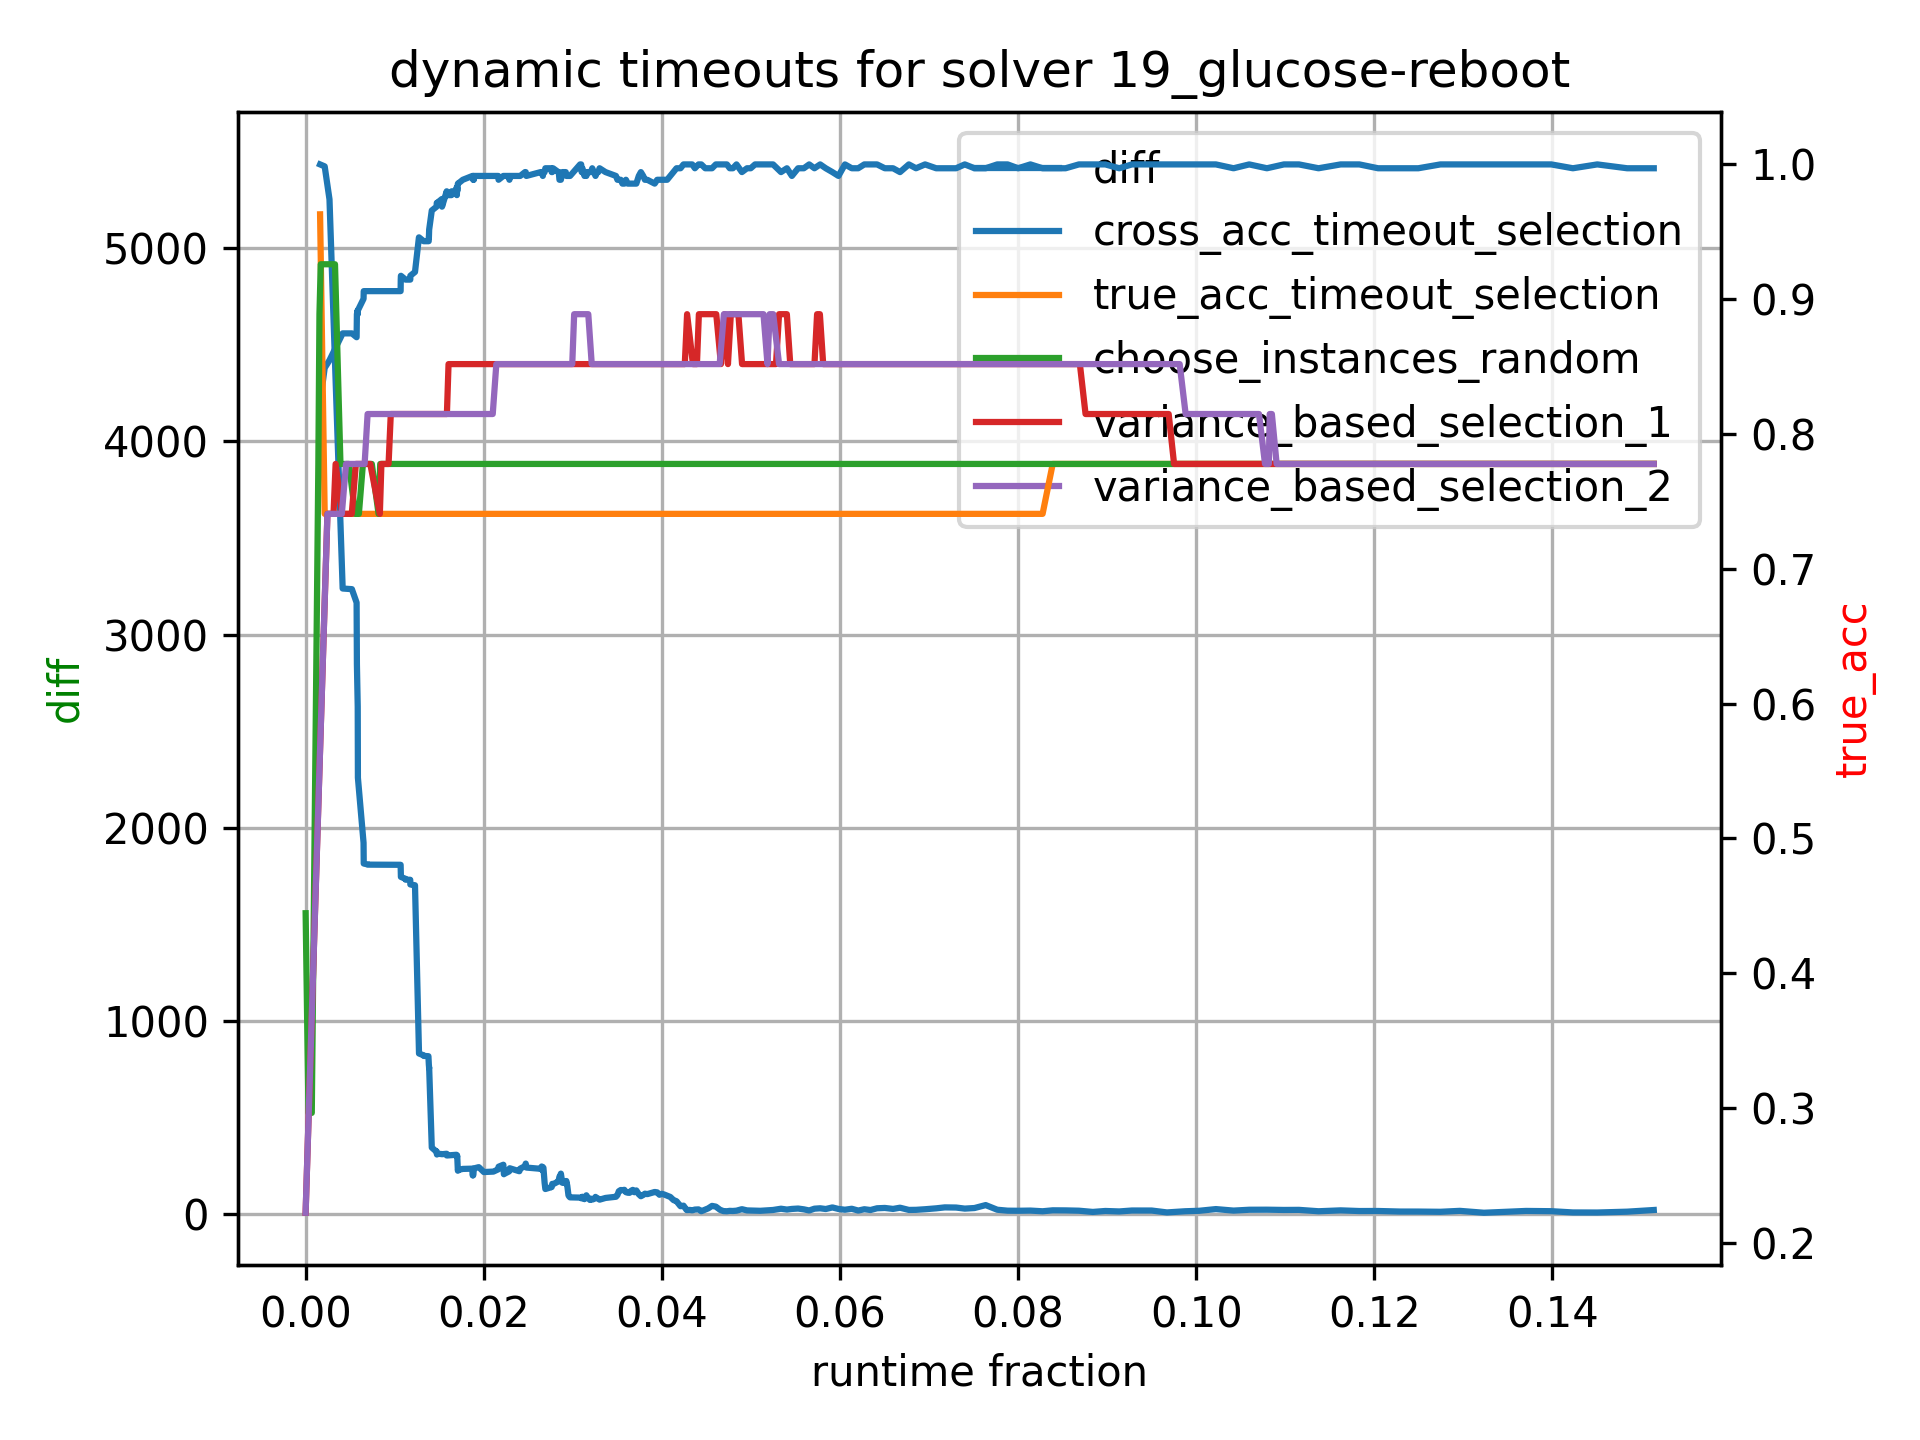 dynamic timeouts for solver 19_glucose-reboot
diff
cross_acc_timeout_selection
true_acc_timeout_selection
choose_instances_random
variance_based_selection_1
variance_based_selection_2
5000
4000
3000
2000
1000
0
diff
1.0
0.9
0.8
0.7
0.6
0.5
0.4
0.3
0.2
true_acc
0.00 0.02 0.04 0.06 0.08 0.10 0.12 0.14
runtime fraction